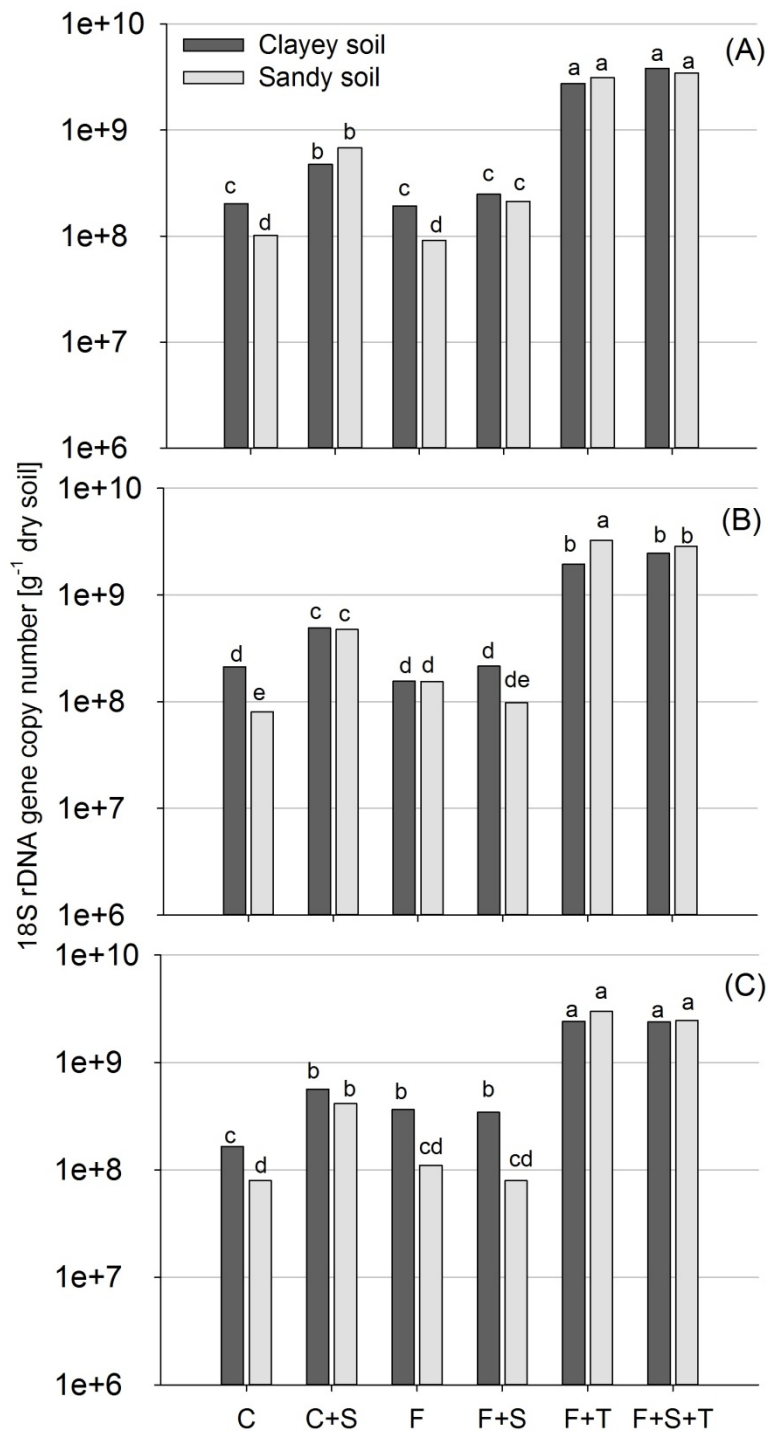 18S rDNA gene copy number [g⁻¹ dry soil]
Clayey soil
Sandy soil
(A)
1e+10
1e+9
1e+8
1e+7
1e+6
c d b b c d c c a a a a
(B)
1e+10
1e+9
1e+8
1e+7
1e+6
d e c c d d d de b a b b
(C)
1e+10
1e+9
1e+8
1e+7
1e+6
c d b b b cd b cd a a a a
C C+S F F+S F+T F+S+T